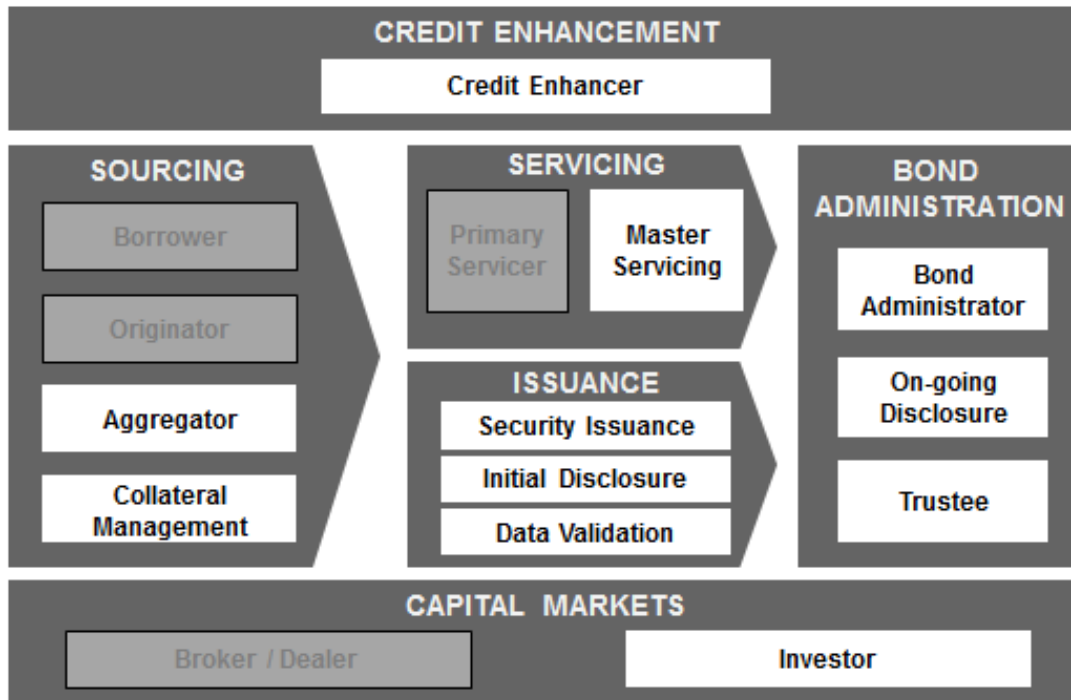 CREDIT ENHANCEMENT
Credit Enhancer
SOURCING
Borrower
Originator
Aggregator
Collateral
Management
SERVICING
Primary
Servicer
Master
Servicing
ISSUANCE
Security Issuance
Initial Disclosure
Data Validation
BOND
ADMINISTRATION
Bond
Administrator
On-going
Disclosure
Trustee
CAPITAL MARKETS
Broker / Dealer
Investor